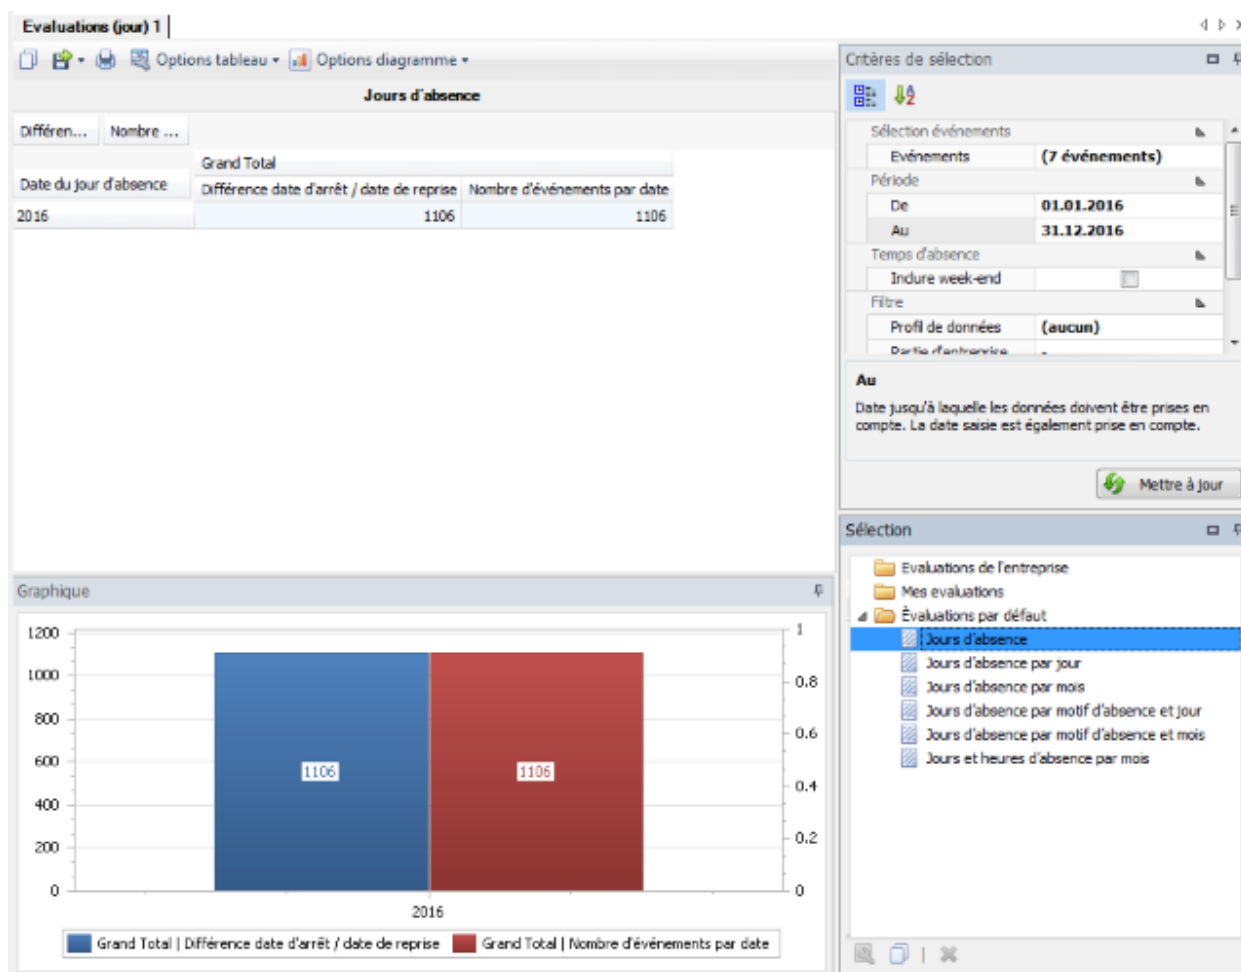 Evaluations (jour) 1
Options tableau
Options diagramme
Jours d'absence
Différen...
Nombre ...
Grand Total
Date du jour d'absence
Différence date d'arrêt / date de reprise
Nombre d'événements par date
2016
1106
1106
Graphique
1200
1000
800
600
400
200
0
1
0.8
0.6
0.4
0.2
0
1106
1106
2016
Grand Total | Différence date d'arrêt / date de reprise
Grand Total | Nombre d'événements par date
Critères de sélection
Sélection événements
Evénements (7 événements)
Période
De 01.01.2016
Au 31.12.2016
Temps d'absence
Indure week-end
Filtre
Profil de données (aucun)
Partie d'entreprise -
Au
Date jusqu'à laquelle les données doivent être prises en
compte. La date saisie est également prise en compte.
Mettre à jour
Sélection
Evaluations de l'entreprise
Mes evaluations
Èvaluations par défaut
Jours d'absence
Jours d'absence par jour
Jours d'absence par mois
Jours d'absence par motif d'absence et jour
Jours d'absence par motif d'absence et mois
Jours et heures d'absence par mois